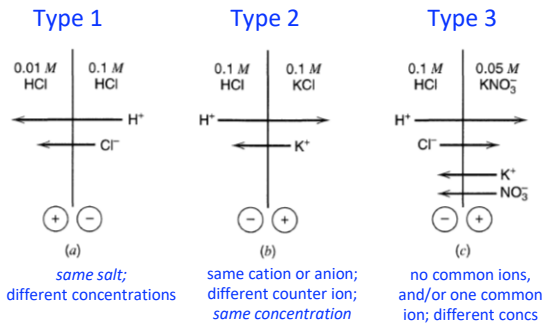 Type 1
Type 2
Type 3
0.01 M
HCl
0.1 M
HCl
0.1 M
HCl
0.1 M
KCl
0.1 M
HCl
0.05 M
KNO₃⁻
H⁺
Cl⁻
H⁺
K⁺
H⁺
Cl⁻
K⁺
NO₃⁻
+ −
− +
− +
(a)
(b)
(c)
same salt;
different concentrations
same cation or anion;
different counter ion;
same concentration
no common ions,
and/or one common
ion; different concs